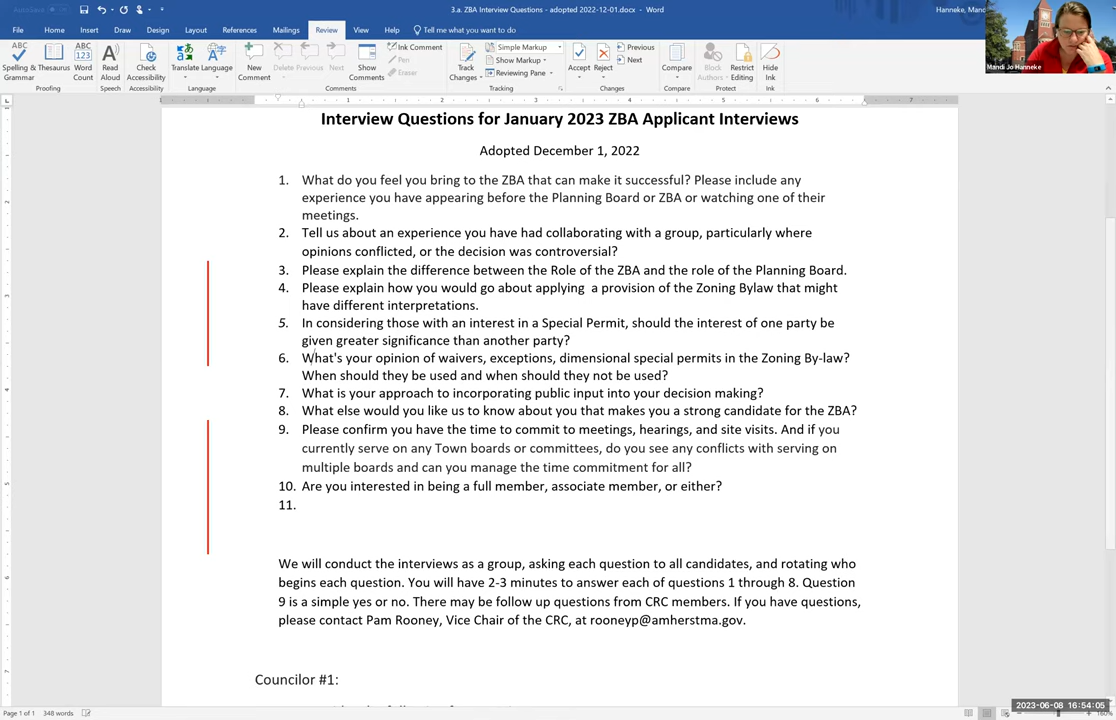 AutoSave Off
3.a. ZBA Interview Questions - adopted 2022-12-01.docx - Word
Hanneke, Mand
File Home Insert Draw Design Layout References Mailings Review View Help Tell me what you want to do
Spelling & Grammar
Thesaurus
Word Count
Read Aloud
Check Accessibility
Translate
Language
New Comment
Delete
Previous
Next
Show Comments
Ink Comment
Pen
Eraser
Track Changes
Simple Markup
Show Markup
Reviewing Pane
Accept
Reject
Previous
Next
Compare
Block Authors
Restrict Editing
Hide Ink
Proofing Speech Accessibility Language Comments Tracking Changes Compare Protect Ink
Mandi Jo Hanneke
1 2 3 4 5 6 7
Interview Questions for January 2023 ZBA Applicant Interviews
Adopted December 1, 2022
1. What do you feel you bring to the ZBA that can make it successful? Please include any
experience you have appearing before the Planning Board or ZBA or watching one of their
meetings.
2. Tell us about an experience you have had collaborating with a group, particularly where
opinions conflicted, or the decision was controversial?
3. Please explain the difference between the Role of the ZBA and the role of the Planning Board.
4. Please explain how you would go about applying  a provision of the Zoning Bylaw that might
have different interpretations.
5. In considering those with an interest in a Special Permit, should the interest of one party be
given greater significance than another party?
6. What's your opinion of waivers, exceptions, dimensional special permits in the Zoning By-law?
When should they be used and when should they not be used?
7. What is your approach to incorporating public input into your decision making?
8. What else would you like us to know about you that makes you a strong candidate for the ZBA?
9. Please confirm you have the time to commit to meetings, hearings, and site visits. And if you
currently serve on any Town boards or committees, do you see any conflicts with serving on
multiple boards and can you manage the time commitment for all?
10. Are you interested in being a full member, associate member, or either?
11.
We will conduct the interviews as a group, asking each question to all candidates, and rotating who
begins each question. You will have 2-3 minutes to answer each of questions 1 through 8. Question
9 is a simple yes or no. There may be follow up questions from CRC members. If you have questions,
please contact Pam Rooney, Vice Chair of the CRC, at rooneyp@amherstma.gov.
Councilor #1:
Page 1 of 1 348 words
2023-06-08 16:54:05